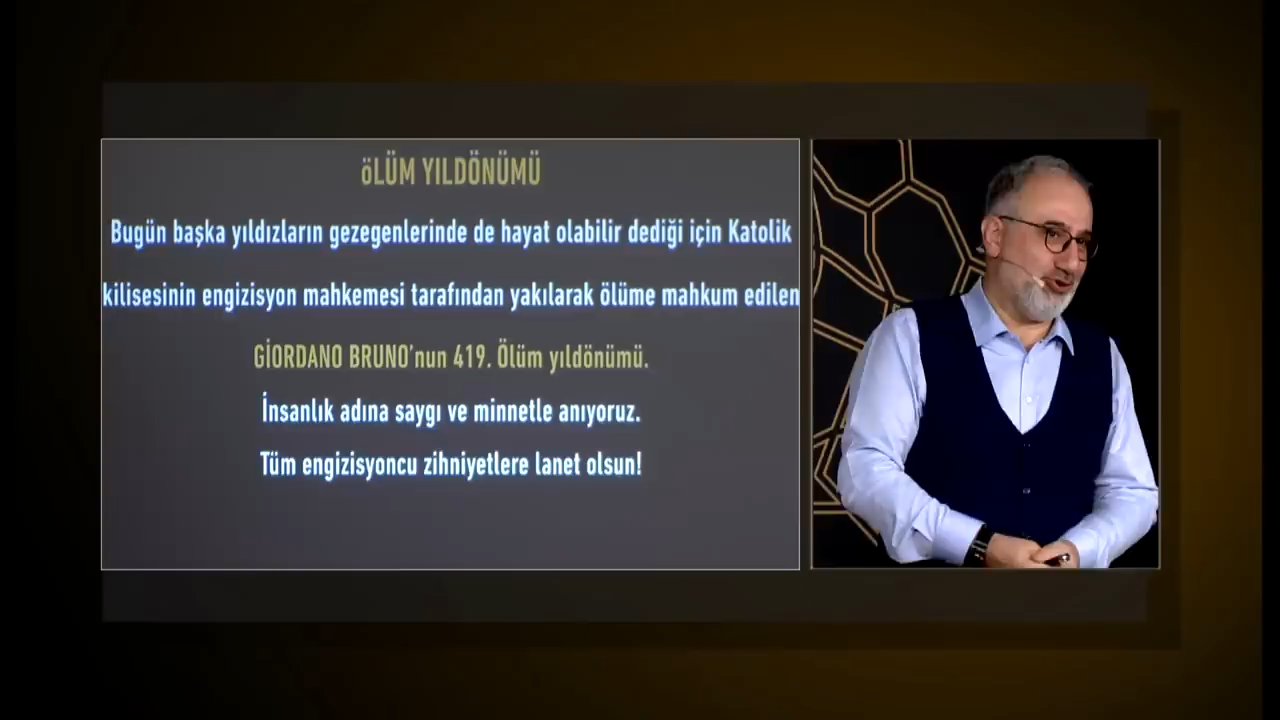 öLÜM YILDÖNÜMÜ
Bugün başka yıldızların gezegenlerinde de hayat olabilir dediği için Katolik
kilisesinin engizisyon mahkemesi tarafından yakılarak ölüme mahkum edilen
GİORDANO BRUNO'nun 419. Ölüm yıldönümü.
İnsanlık adına saygı ve minnetle anıyoruz.
Tüm engizisyoncu zihniyetlere lanet olsun!